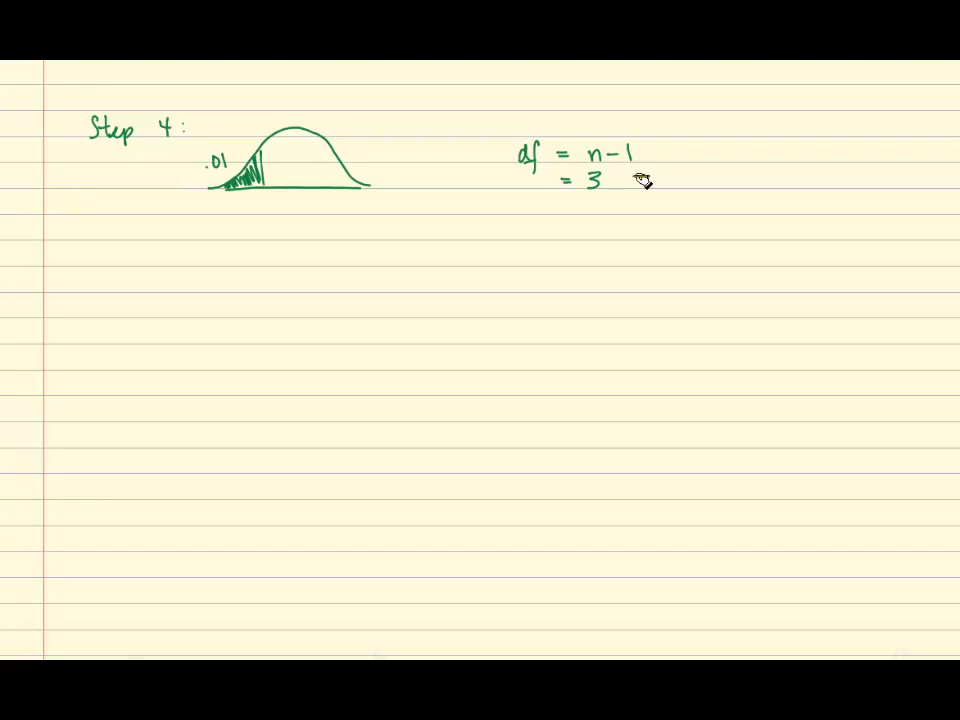 Step 4:
.01
df = n-1
= 3